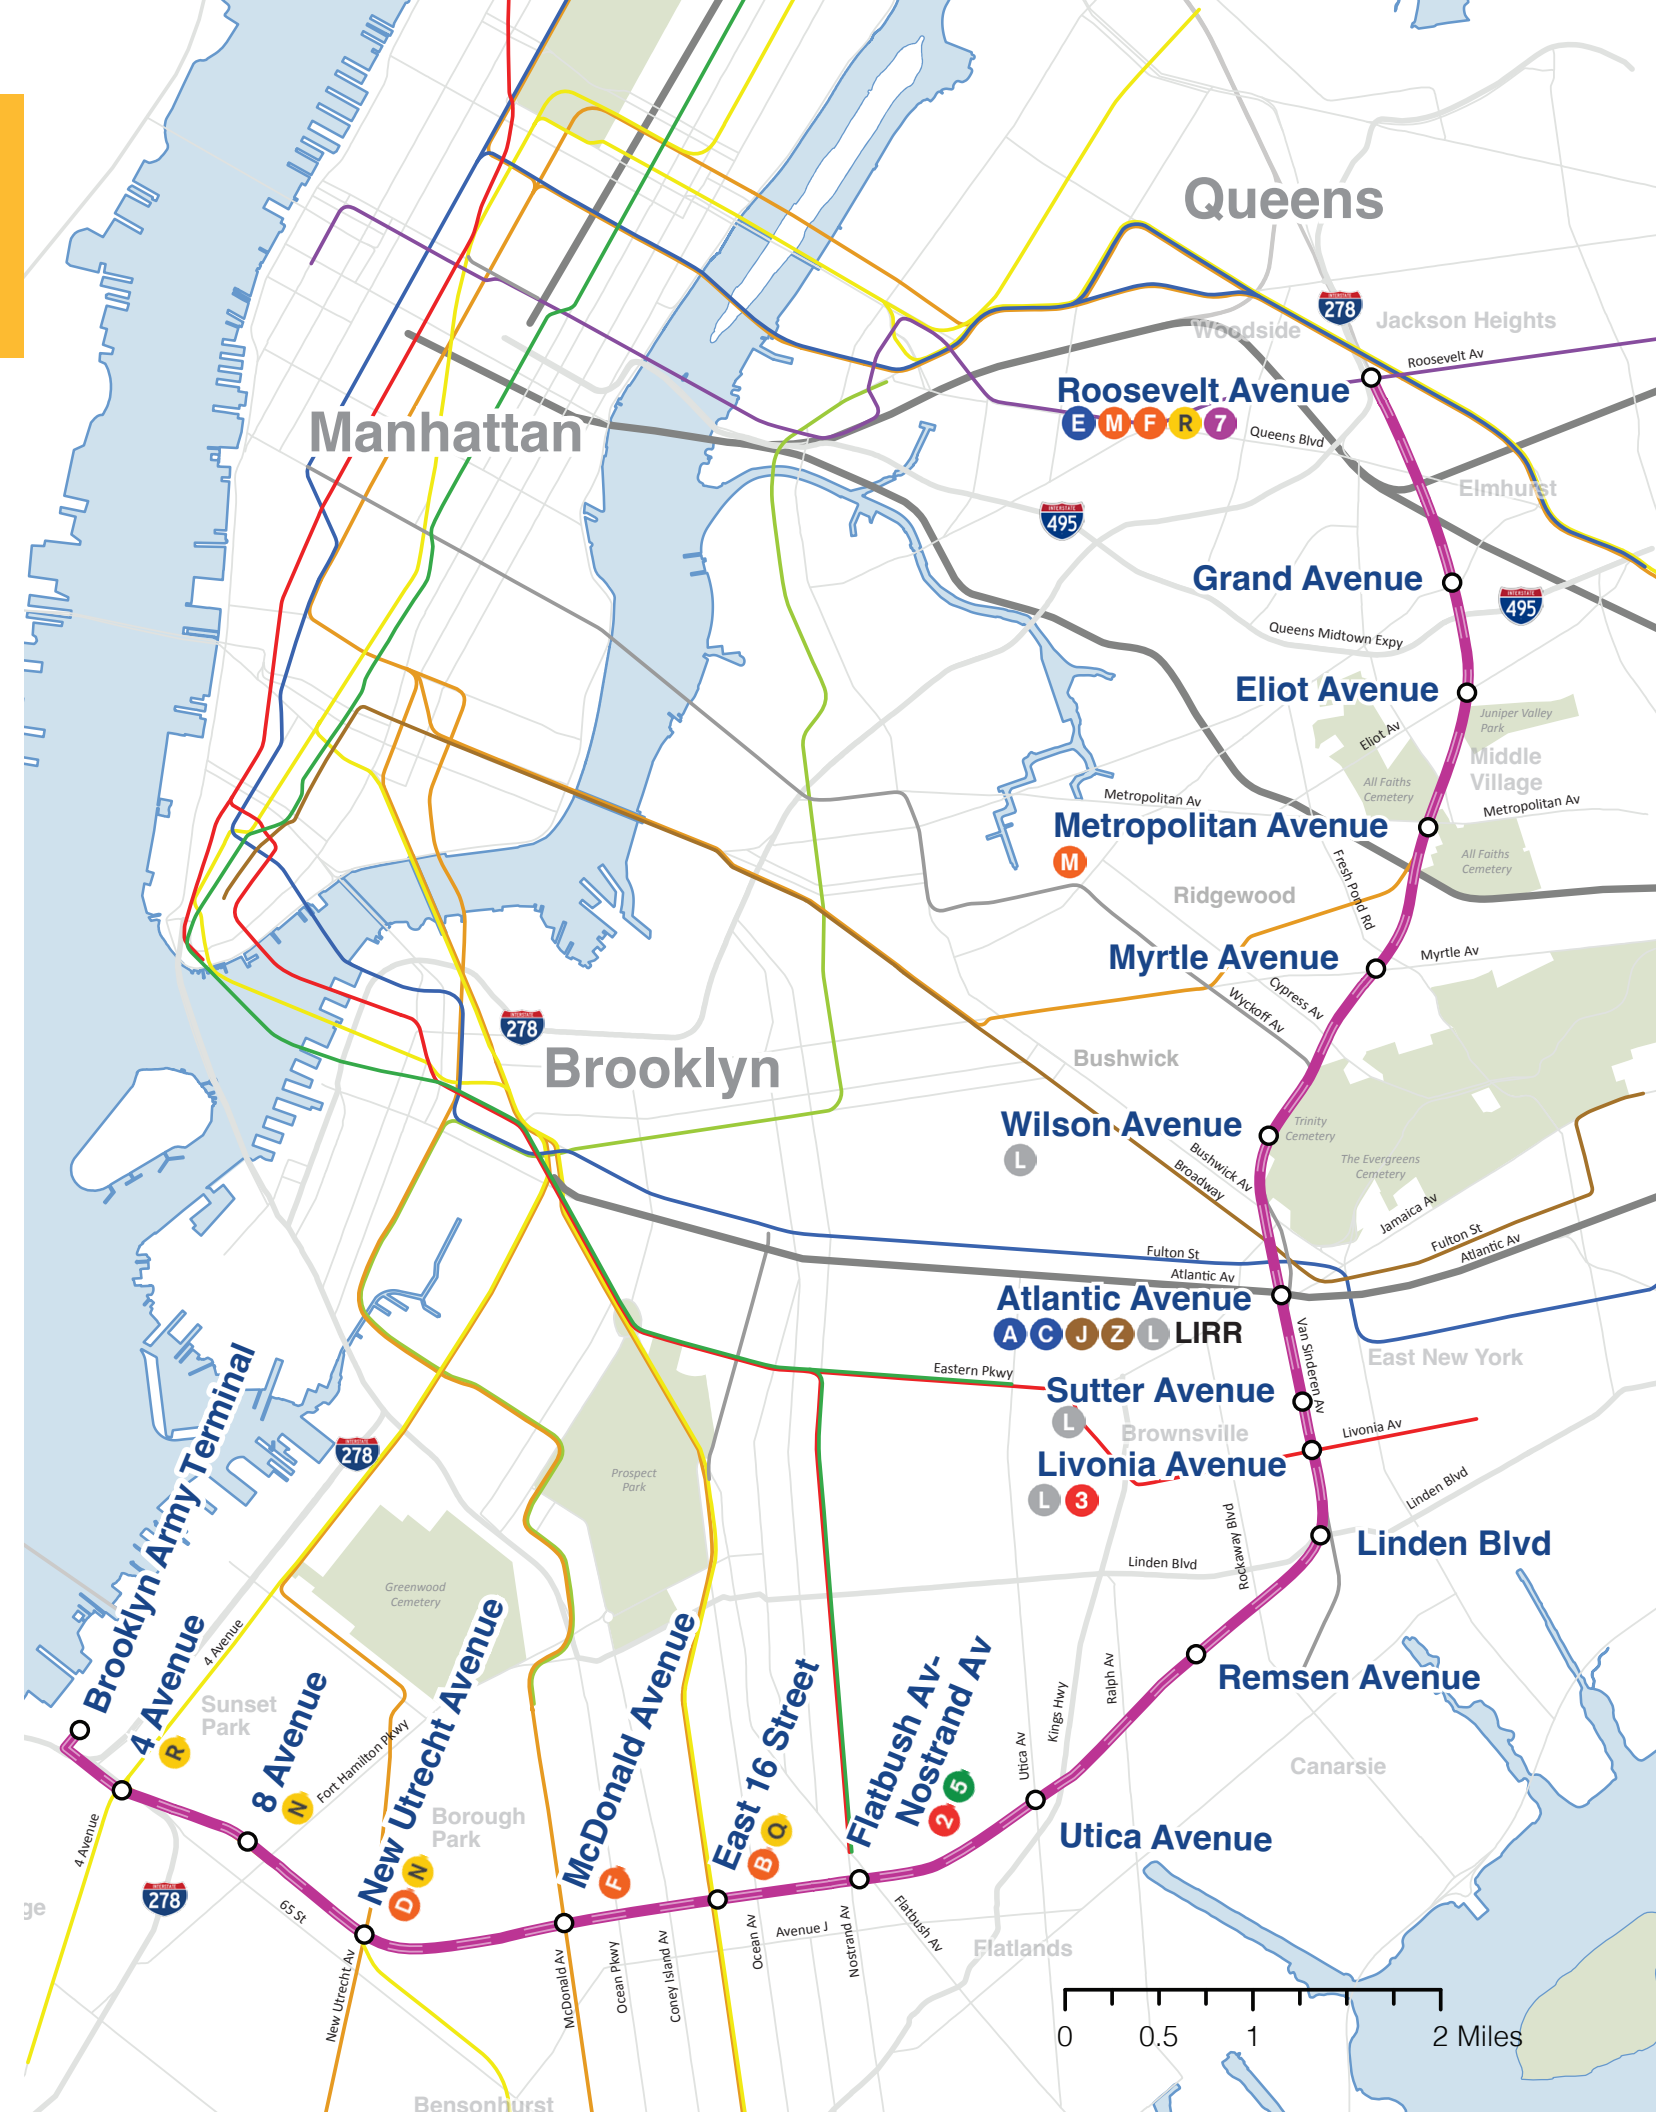 Queens
INTERSTATE
278
Jackson Heights
Woodside
Roosevelt Av
Roosevelt Avenue
E M F R 7
Queens Blvd
Manhattan
Elmhurst
INTERSTATE
495
Grand Avenue
INTERSTATE
495
Queens Midtown Expy
Eliot Avenue
Juniper Valley
Park
Eliot Av
Middle
Village
All Faiths
Cemetery
Metropolitan Av
Metropolitan Av
Metropolitan Avenue
M
Fresh Pond Rd
All Faiths
Cemetery
Ridgewood
Myrtle Avenue
Myrtle Av
Cypress Av
Wyckoff Av
INTERSTATE
278
Brooklyn
Bushwick
Wilson Avenue
L
Trinity
Cemetery
The Evergreens
Cemetery
Bushwick Av
Broadway
Jamaica Av
Fulton St
Atlantic Av
Fulton St
Atlantic Av
Atlantic Avenue
A C J Z L LIRR
Van Sinderen Av
East New York
Eastern Pkwy
Sutter Avenue
L
Brownsville
Livonia Av
Livonia Avenue
L 3
Linden Blvd
Rockaway Blvd
Linden Blvd
Linden Blvd
INTERSTATE
278
Prospect
Park
Greenwood
Cemetery
Brooklyn Army Terminal
4 Avenue
R
4 Avenue
Sunset
Park
8 Avenue
N
Fort Hamilton Pkwy
New Utrecht Avenue
D N
Borough
Park
McDonald Avenue
F
East 16 Street
B Q
Flatbush Av-
Nostrand Av
2 5
Remsen Avenue
Ralph Av
Kings Hwy
Utica Av
Canarsie
Utica Avenue
4 Avenue
INTERSTATE
278
ge
65 St
New Utrecht Av
McDonald Av
Ocean Pkwy
Coney Island Av
Ocean Av
Avenue J
Nostrand Av
Flatbush Av
Flatlands
0 0.5 1 2 Miles
Bensonhurst